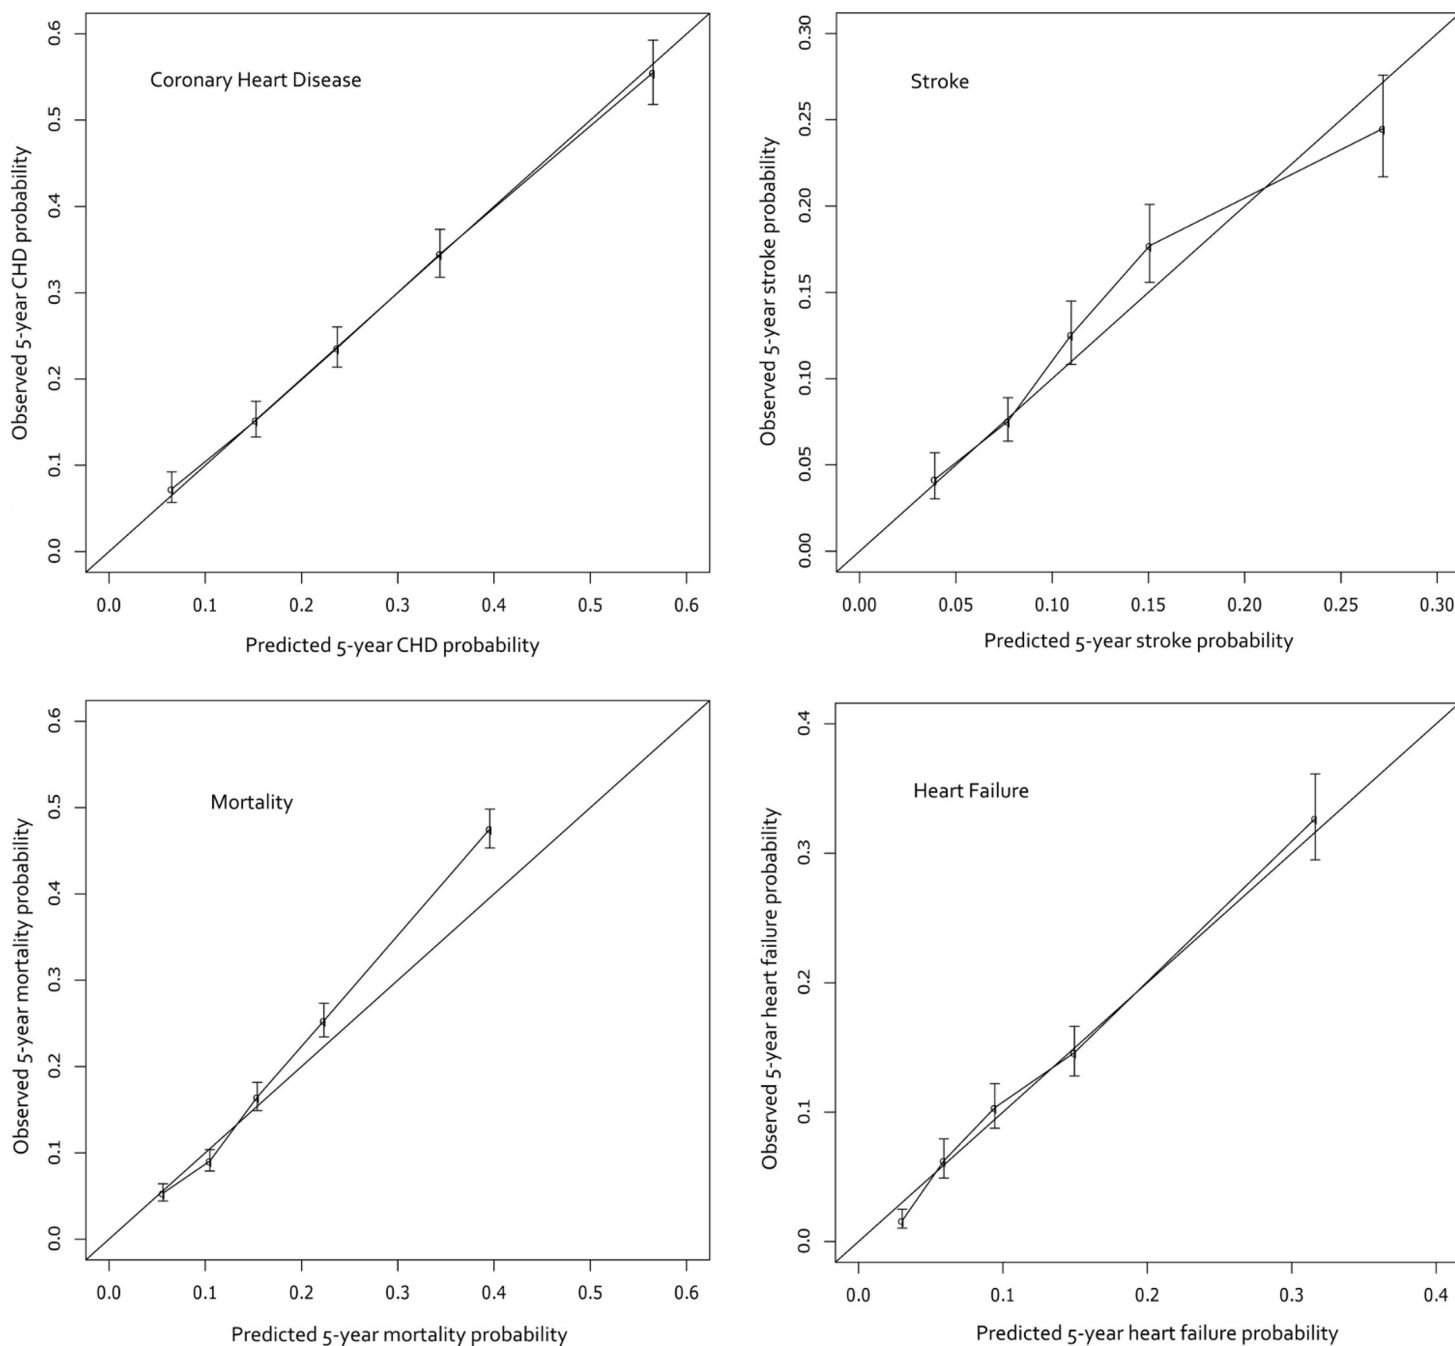 Coronary Heart Disease
Observed 5-year CHD probability
0.6
0.5
0.4
0.3
0.2
0.1
0.0
0.0 0.1 0.2 0.3 0.4 0.5 0.6
Predicted 5-year CHD probability
Stroke
Observed 5-year stroke probability
0.30
0.25
0.20
0.15
0.10
0.05
0.00
0.00 0.05 0.10 0.15 0.20 0.25 0.30
Predicted 5-year stroke probability
Mortality
Observed 5-year mortality probability
0.6
0.5
0.4
0.3
0.2
0.1
0.0
0.0 0.1 0.2 0.3 0.4 0.5 0.6
Predicted 5-year mortality probability
Heart Failure
Observed 5-year heart failure probability
0.4
0.3
0.2
0.1
0.0
0.0 0.1 0.2 0.3 0.4
Predicted 5-year heart failure probability